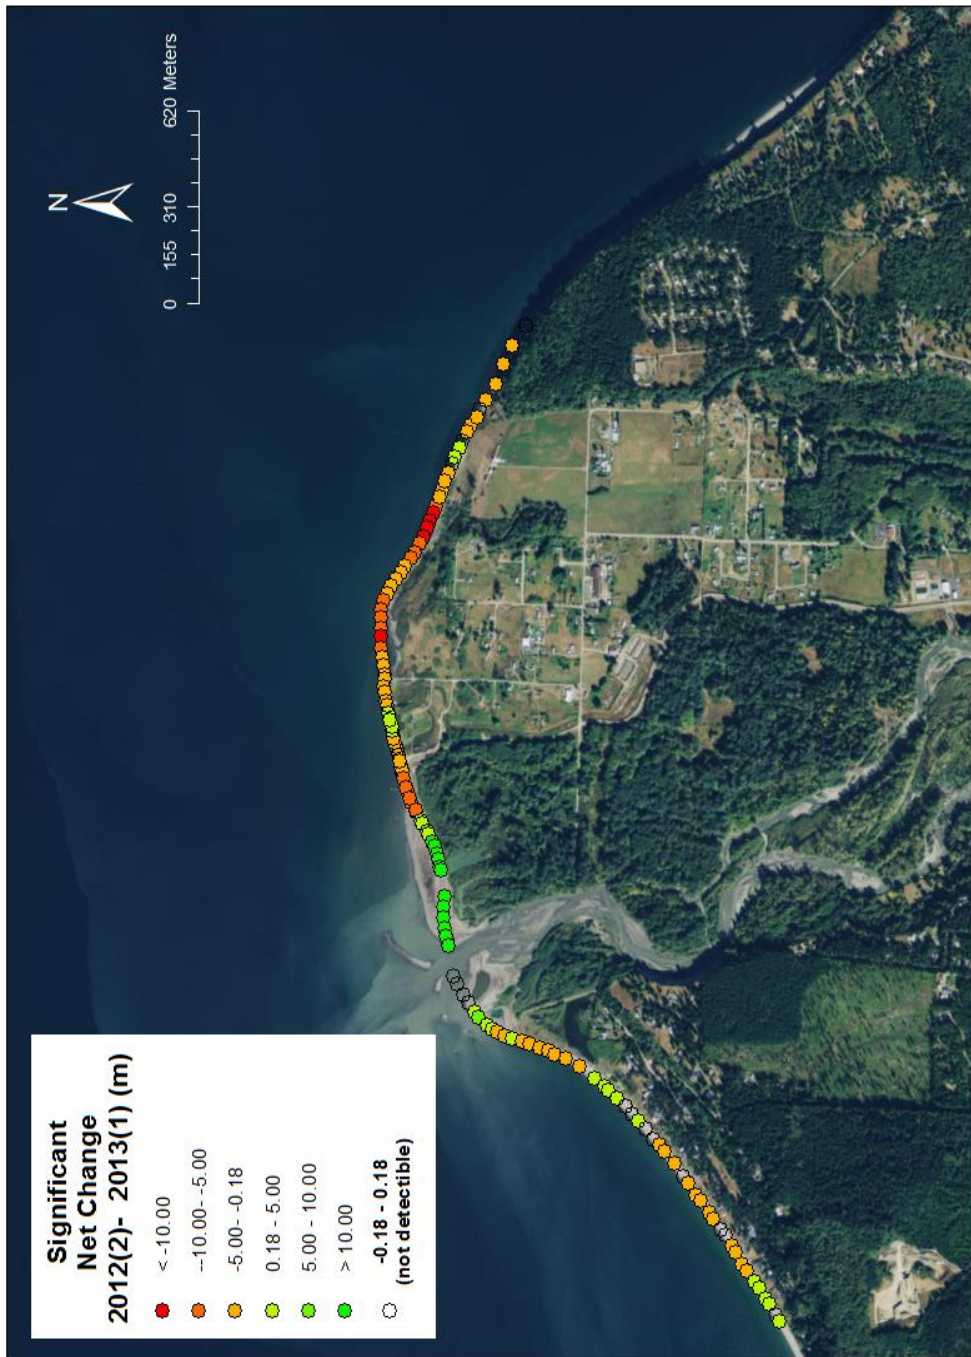 Significant
Net Change
2012(2)- 2013(1) (m)
< -10.00
--10.00- -5.00
-5.00- -0.18
0.18 - 5.00
5.00 - 10.00
> 10.00
-0.18 - 0.18
(not detectible)
N
0 155 310 620 Meters